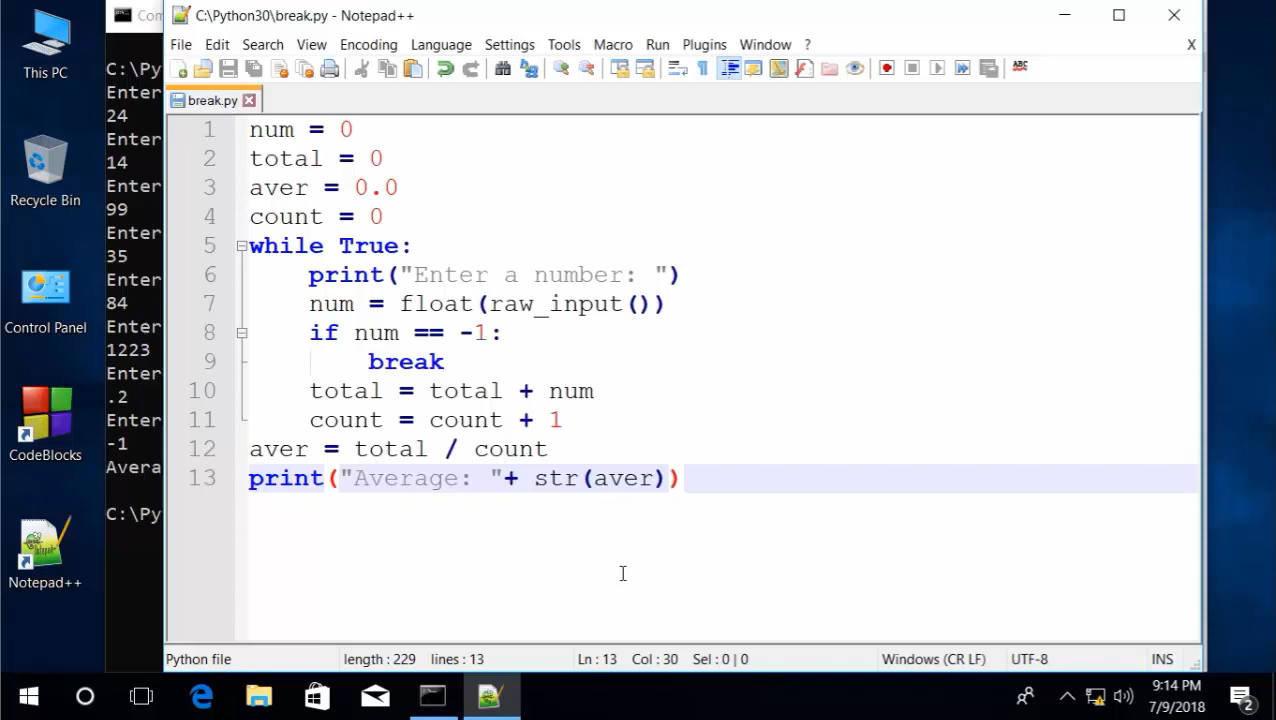 This PC
Recycle Bin
Control Panel
CodeBlocks
Notepad++
C:\Py
Enter
24
Enter
14
Enter
99
Enter
35
Enter
84
Enter
1223
Enter
.2
Enter
-1
Avera
C:\Py
C:\Python30\break.py - Notepad++
File Edit Search View Encoding Language Settings Tools Macro Run Plugins Window ? X
ABC
break.py
1 num = 0
2 total = 0
3 aver = 0.0
4 count = 0
5 while True:
6 print("Enter a number: ")
7 num = float(raw_input())
8 if num == -1:
9 break
10 total = total + num
11 count = count + 1
12 aver = total / count
13 print("Average: "+ str(aver))
Python file length : 229 lines : 13 Ln : 13 Col : 30 Sel : 0 | 0 Windows (CR LF) UTF-8 INS
9:14 PM
7/9/2018
2